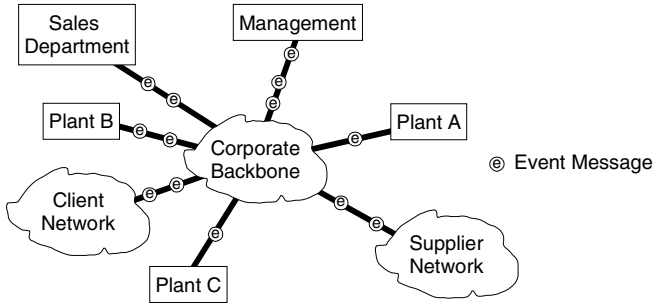 Sales
Department
Management
e
e
e
e
e
Plant B
e
e
Plant A
e
Corporate
Backbone
e Event Message
Client
Network
e
e
e
e
e
Supplier
Network
Plant C